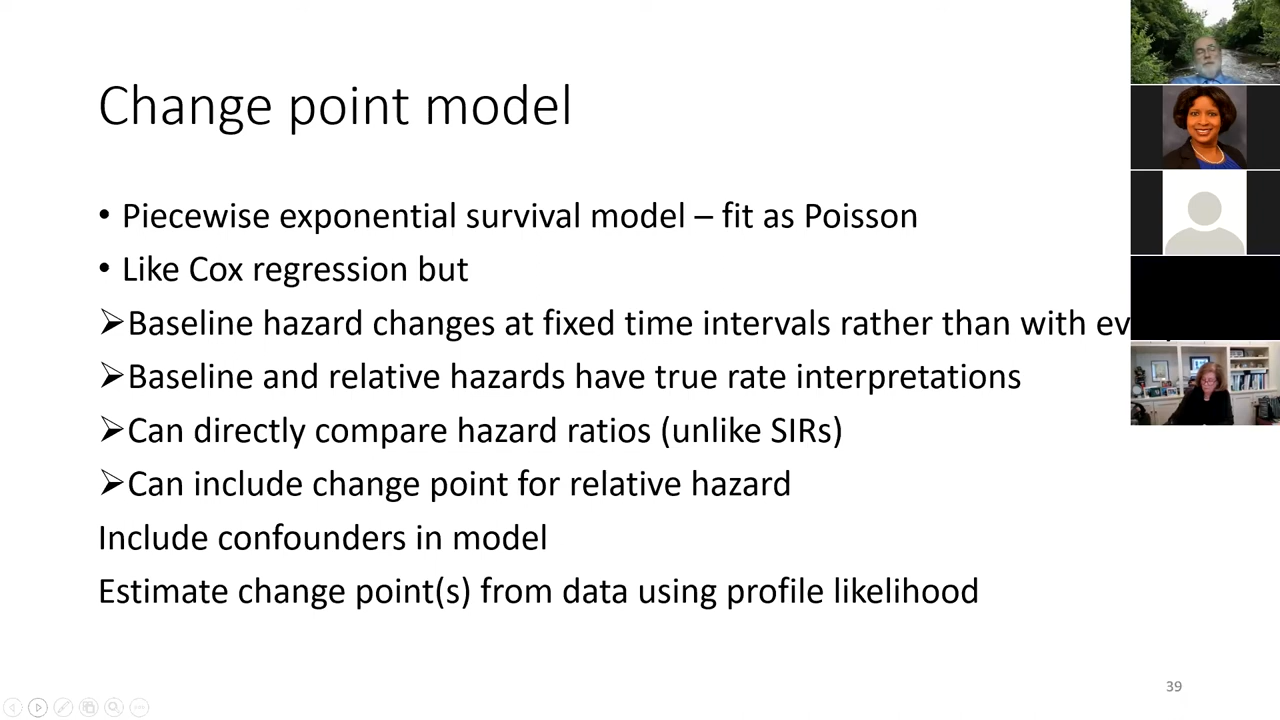 Change point model
• Piecewise exponential survival model – fit as Poisson
• Like Cox regression but
➢Baseline hazard changes at fixed time intervals rather than with
➢Baseline and relative hazards have true rate interpretations
➢Can directly compare hazard ratios (unlike SIRs)
➢Can include change point for relative hazard
Include confounders in model
Estimate change point(s) from data using profile likelihood
39